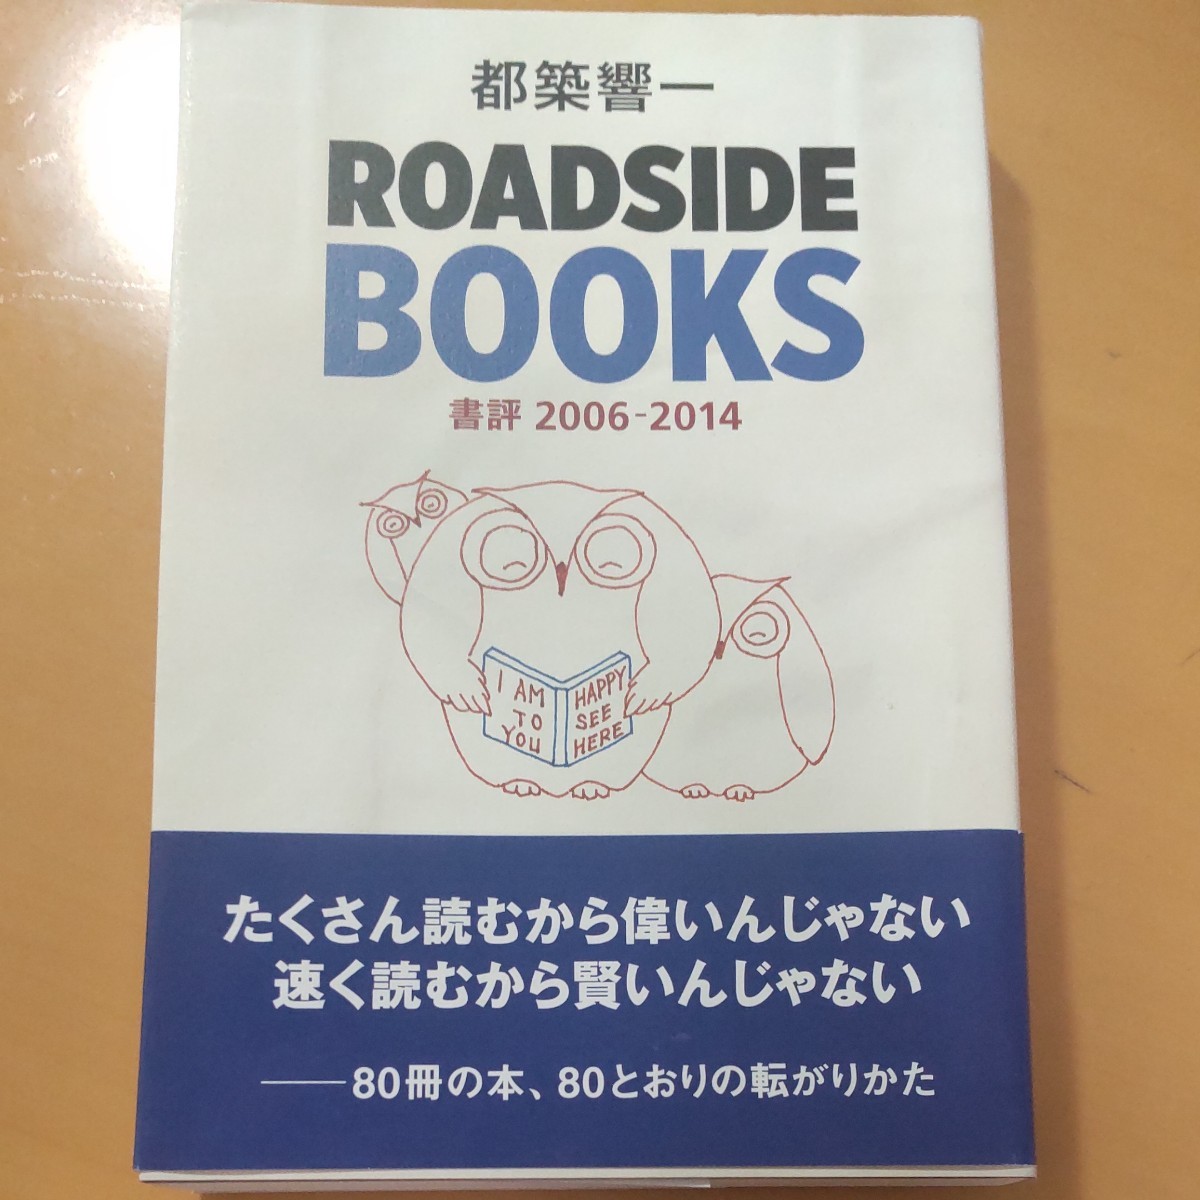 都築響一
ROADSIDE
BOOKS
書評 2006-2014
I AM
TO
YOU
HAPPY
SEE
HERE
たくさん読むから偉いんじゃない
速く読むから賢いんじゃない
──80冊の本、80とおりの転がりかた